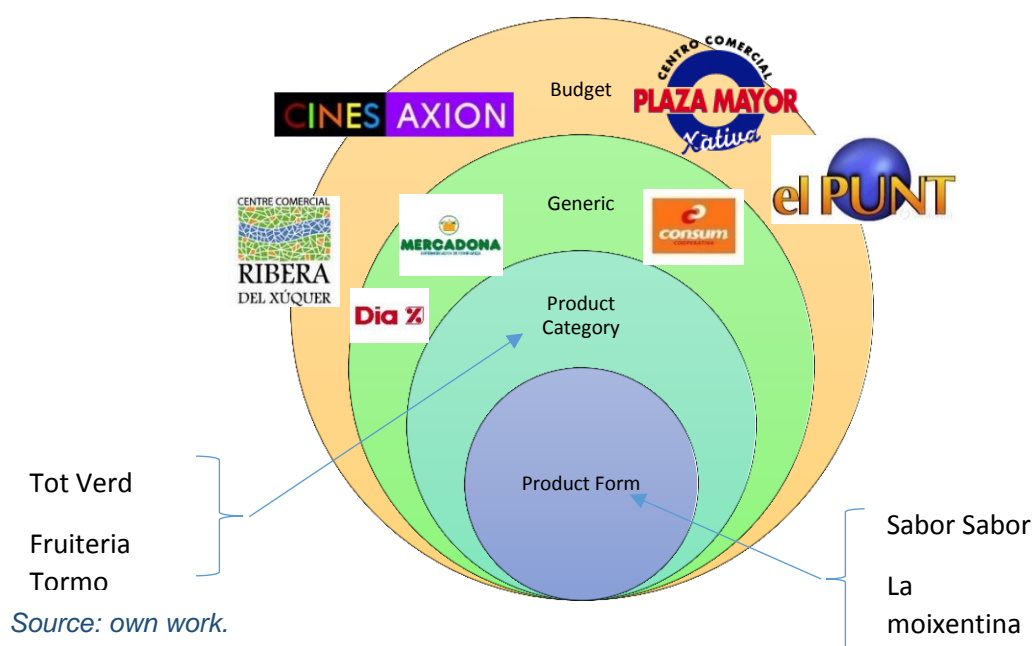 Budget
CINES AXION
CENTRO COMERCIAL
PLAZA MAYOR
Xàtiva
el PUNT
Generic
CENTRE COMERCIAL
RIBERA
DEL XÚQUER
MERCADONA
consum
COOPERATIVA
Dia %
Product
Category
Product Form
Tot Verd
Fruiteria
Tormo
Sabor Sabor
La
moixentina
Source: own work.